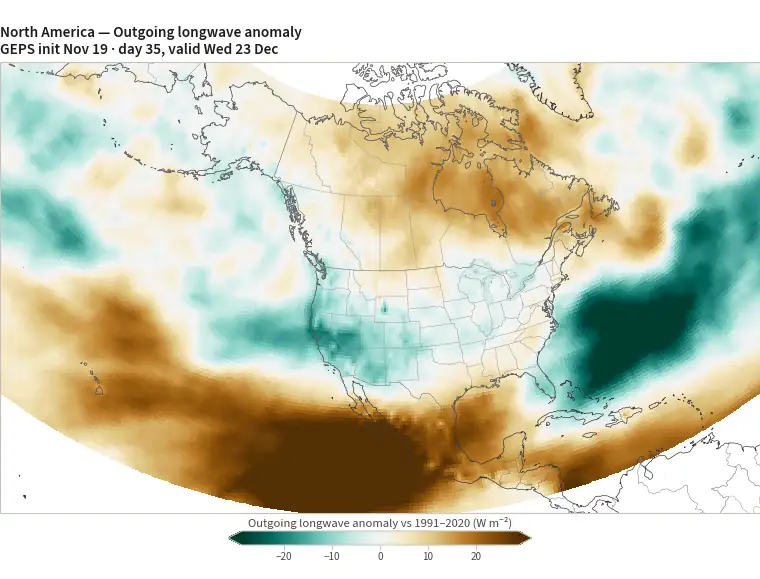 North America — Outgoing longwave anomaly
GEPS init Nov 19 · day 35, valid Wed 23 Dec
Outgoing longwave anomaly vs 1991–2020 (W m⁻²)
−20 −10 0 10 20